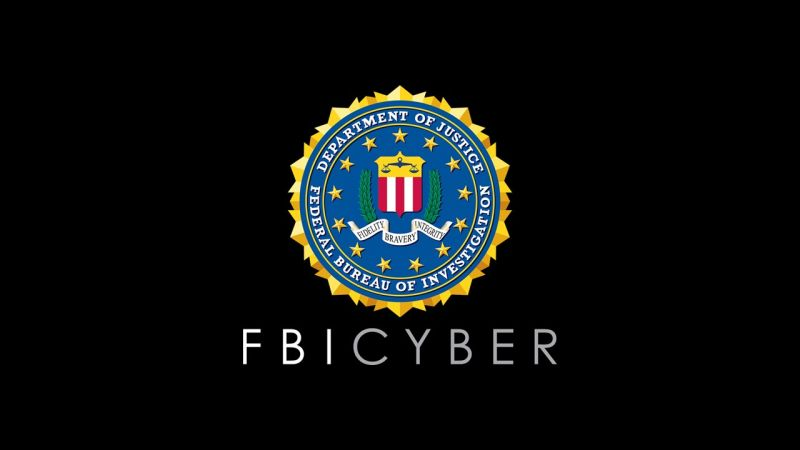 DEPARTMENT OF JUSTICE
FIDELITY BRAVERY INTEGRITY
FEDERAL BUREAU OF INVESTIGATION
FBICYBER